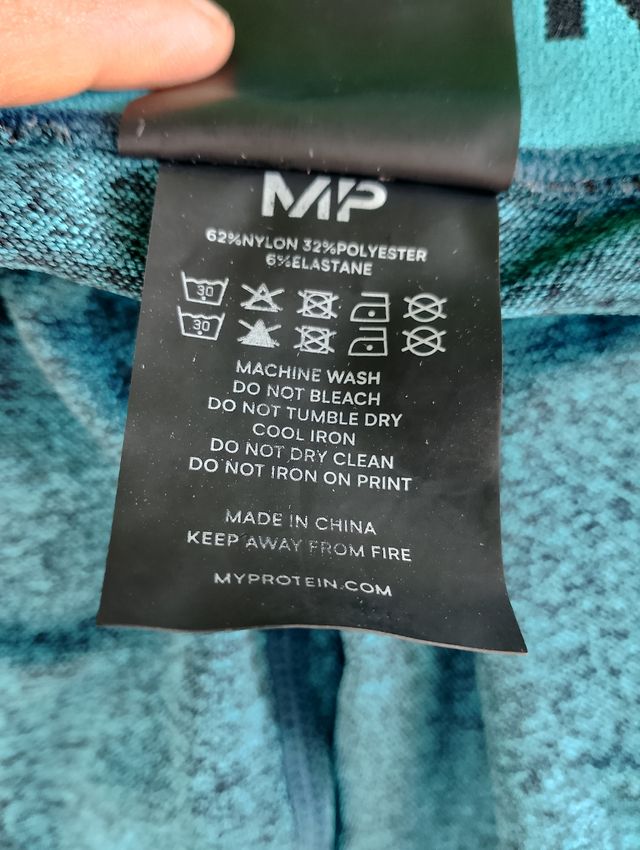 MP
62%NYLON 32%POLYESTER
6%ELASTANE
30
30
MACHINE WASH
DO NOT BLEACH
DO NOT TUMBLE DRY
COOL IRON
DO NOT DRY CLEAN
DO NOT IRON ON PRINT
MADE IN CHINA
KEEP AWAY FROM FIRE
MYPROTEIN.COM